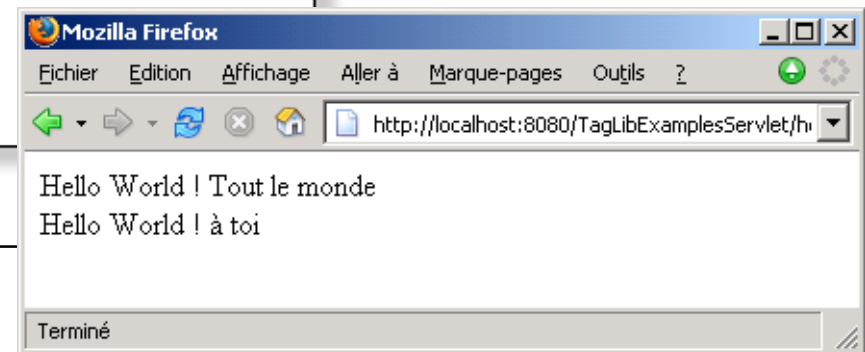 Mozilla Firefox
Fichier Edition Affichage Aller à Marque-pages Outils ?
http://localhost:8080/TagLibExamplesServlet/h
Hello World ! Tout le monde
Hello World ! à toi
Terminé